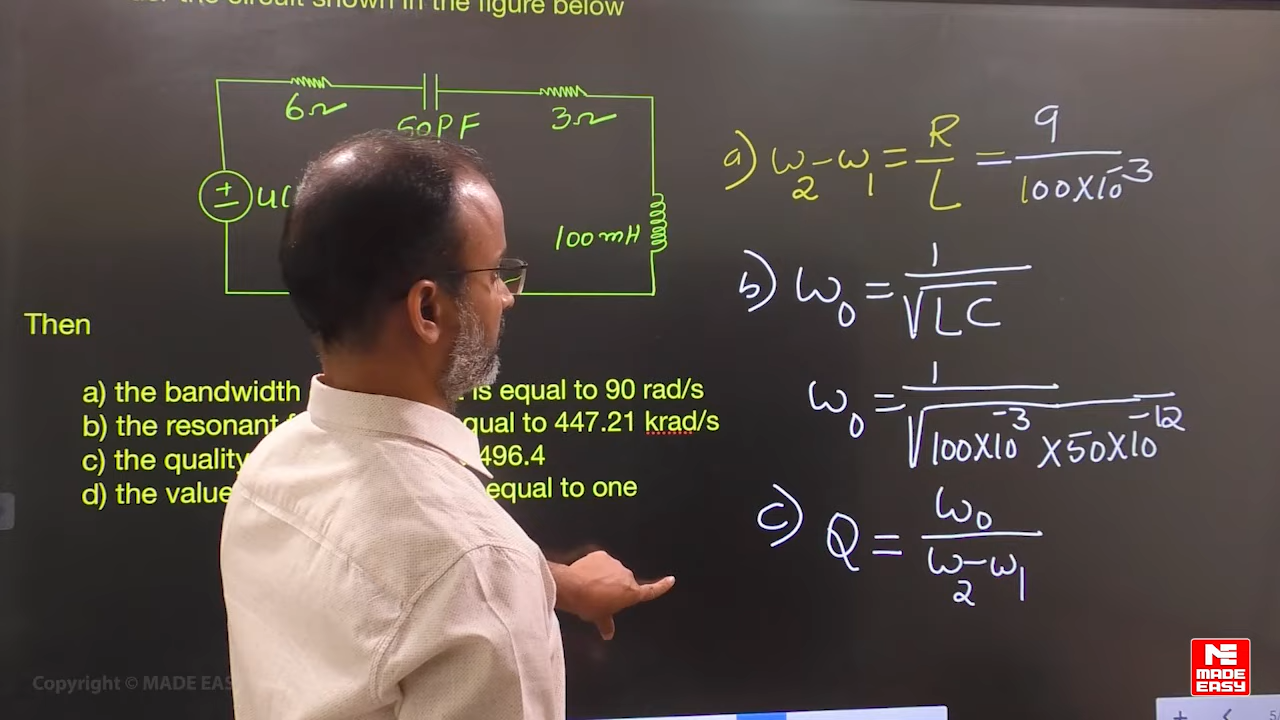 the circuit shown in the figure below
6Ω
50PF
3Ω
100mH
Then
a) the bandwidth is equal to 90 rad/s
b) the resonant equal to 447.21 krad/s
c) the quality 496.4
d) the value equal to one
a) ω₂-ω₁ = R/L = 9/100×10⁻³
b) ω₀ = 1/√LC
ω₀ = 1/√100×10⁻³×50×10⁻¹²
c) Q = ω₀/ω₂-ω₁
Copyright © MADE EASY
MADE EASY